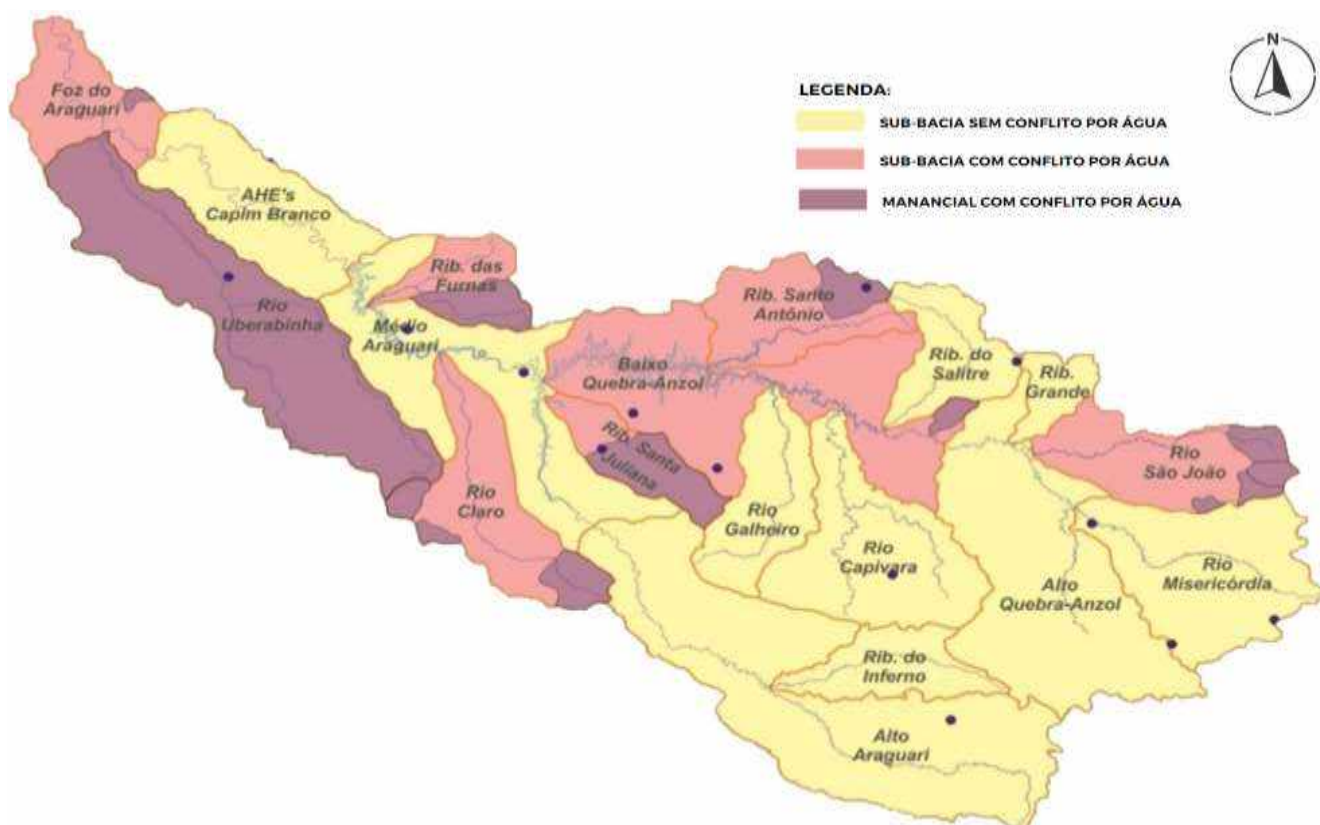 N
LEGENDA:
SUB-BACIA SEM CONFLITO POR ÁGUA
SUB-BACIA COM CONFLITO POR ÁGUA
MANANCIAL COM CONFLITO POR ÁGUA
Foz do
Araguari
AHE's
Capim Branco
Rib. das
Furnas
Rio
Uberabinha
Médio
Araguari
Rib. Santo
Antônio
Baixo
Quebra-Anzol
Rib. do
Salitre
Rib.
Grande
Rib. Santa
Juliana
Rio
São João
Rio
Claro
Rio
Galheiro
Rio
Capivara
Alto
Quebra-Anzol
Rio
Misericórdia
Rib. do
Inferno
Alto
Araguari